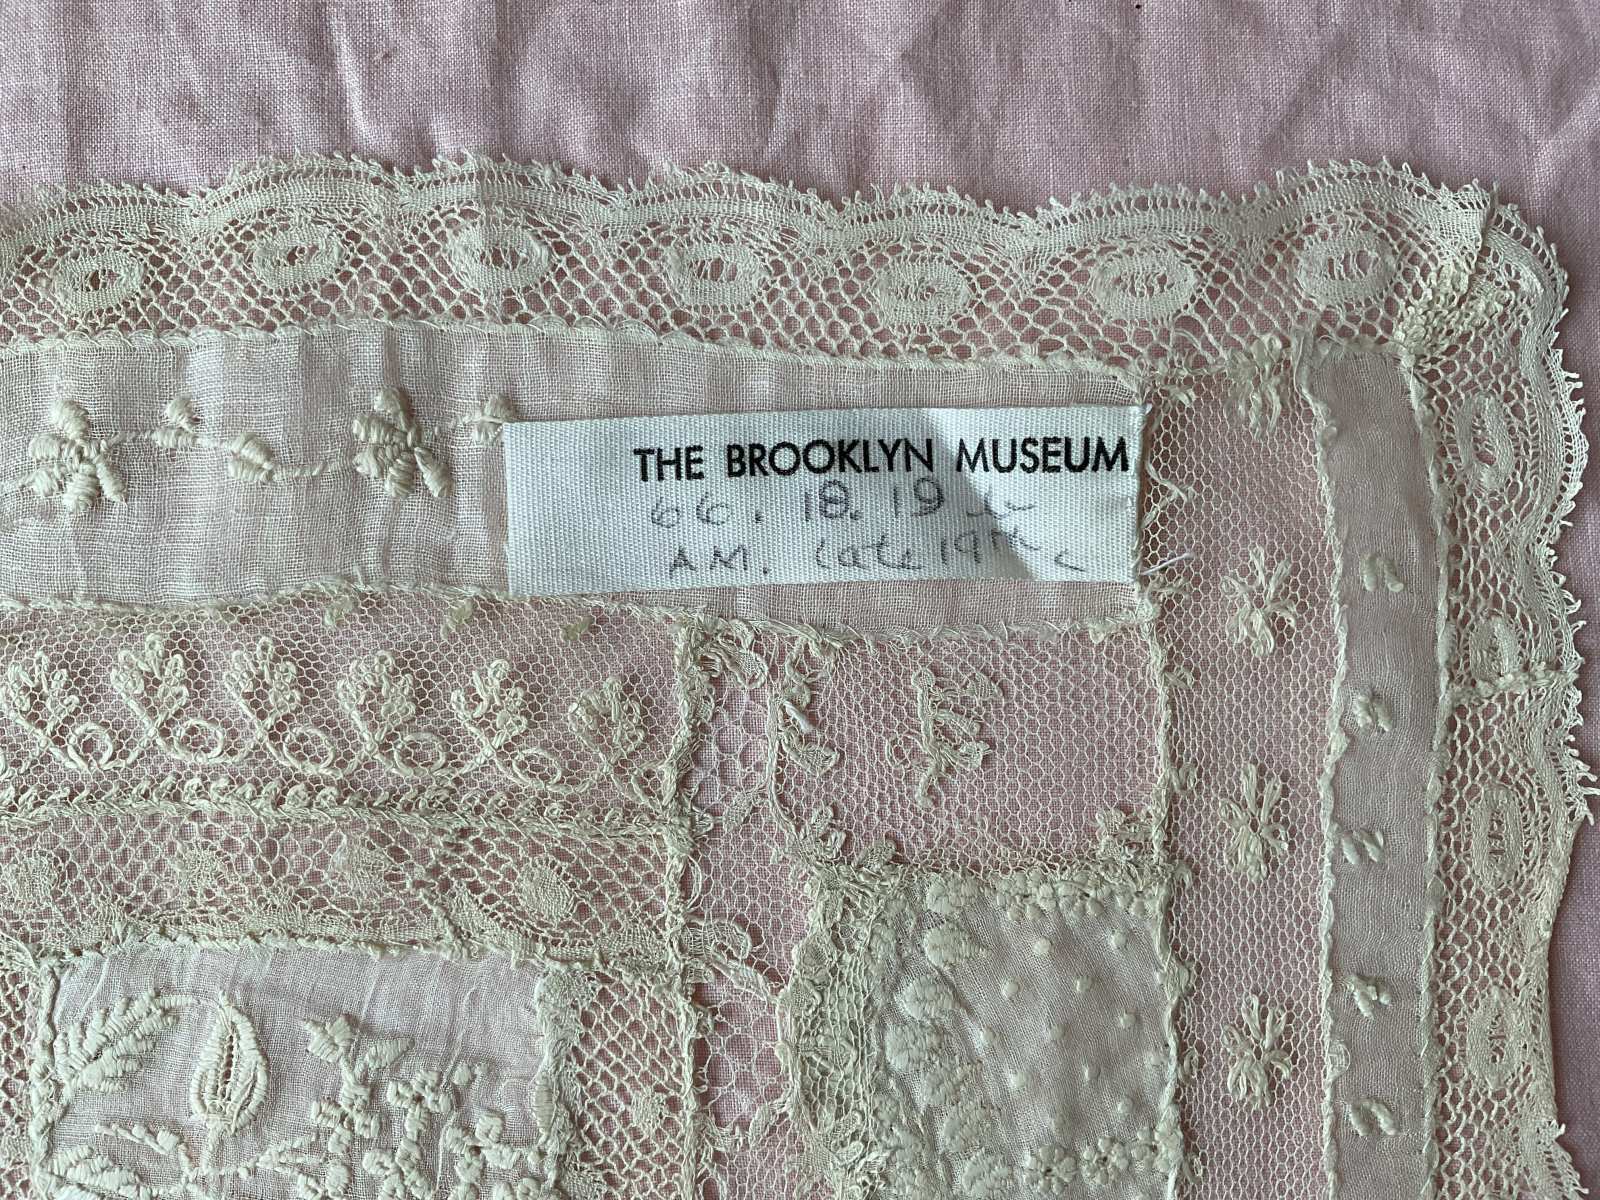 THE BROOKLYN MUSEUM
66.18.19
AM. late 19th c